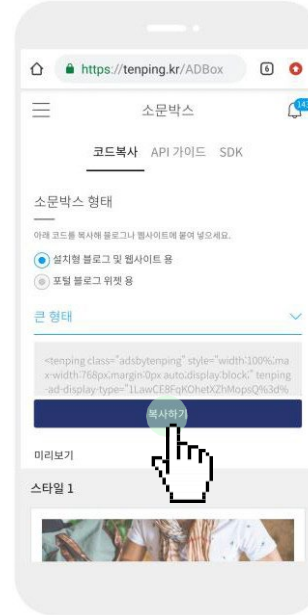 https://tenping.kr/ADBox
6
소문박스
코드복사 API 가이드 SDK
소문박스 형태
아래 코드를 복사해 블로그나 웹사이트에 붙여 넣으세요.
설치형 블로그 및 웹사이트 용
포털 블로그 위젯 용
큰 형태
<tenping class="adsbytenping" style="width:100%;ma
x-width:768px;margin:0px auto;display:block;" tenping
-ad-display-type="1LawCE8FqKOhetXZhMopsQ%3d%
복사하기
미리보기
스타일 1